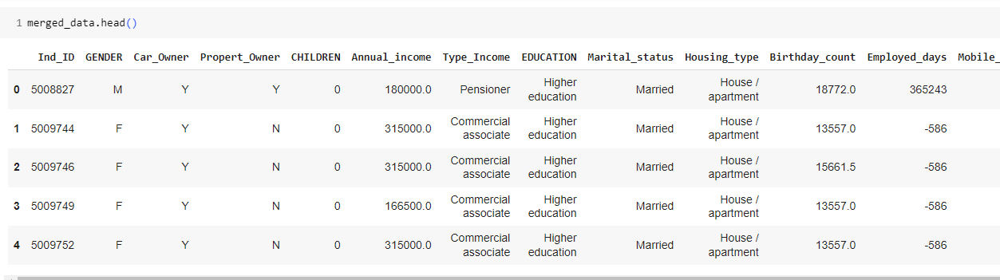 1 merged_data.head()
Ind_ID GENDER Car_Owner Propert_Owner CHILDREN Annual_income Type_Income EDUCATION Marital_status Housing_type Birthday_count Employed_days Mobile_
0 5008827 M Y Y 0 180000.0 Pensioner Higher education Married House / apartment 18772.0 365243
1 5009744 F Y N 0 315000.0 Commercial associate Higher education Married House / apartment 13557.0 -586
2 5009746 F Y N 0 315000.0 Commercial associate Higher education Married House / apartment 15661.5 -586
3 5009749 F Y N 0 166500.0 Commercial associate Higher education Married House / apartment 13557.0 -586
4 5009752 F Y N 0 315000.0 Commercial associate Higher education Married House / apartment 13557.0 -586